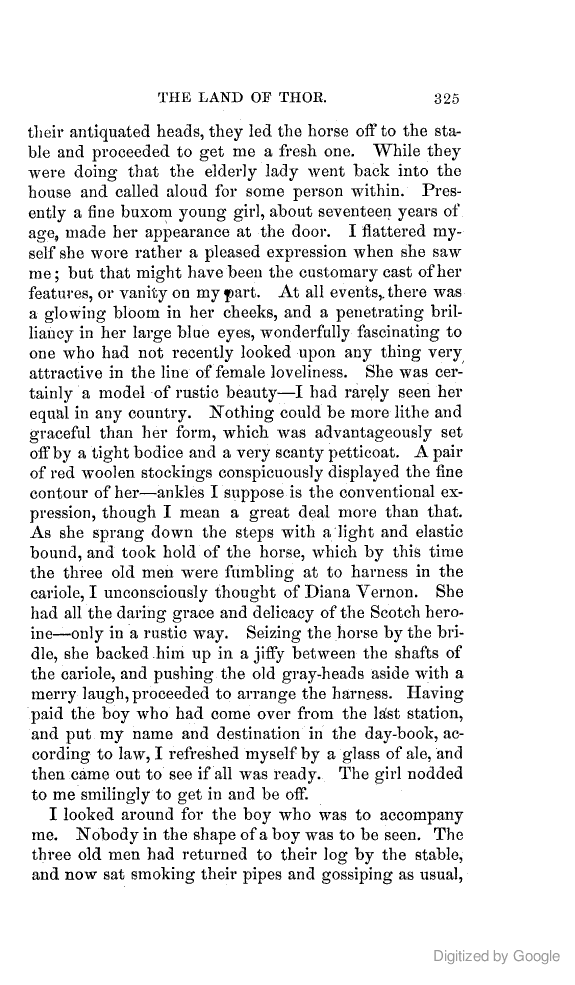 THE LAND OF THOR. 325
their antiquated heads, they led the horse off to the sta-
ble and proceeded to get me a fresh one. While they
were doing that the elderly lady went back into the
house and called aloud for some person within. Pres-
ently a fine buxom young girl, about seventeen years of
age, made her appearance at the door. I flattered my-
self she wore rather a pleased expression when she saw
me; but that might have been the customary cast of her
features, or vanity on my part. At all events, there was
a glowing bloom in her cheeks, and a penetrating bril-
liancy in her large blue eyes, wonderfully fascinating to
one who had not recently looked upon any thing very
attractive in the line of female loveliness. She was cer-
tainly a model of rustic beauty—I had rarely seen her
equal in any country. Nothing could be more lithe and
graceful than her form, which was advantageously set
off by a tight bodice and a very scanty petticoat. A pair
of red woolen stockings conspicuously displayed the fine
contour of her—ankles I suppose is the conventional ex-
pression, though I mean a great deal more than that.
As she sprang down the steps with a light and elastic
bound, and took hold of the horse, which by this time
the three old men were fumbling at to harness in the
cariole, I unconsciously thought of Diana Vernon. She
had all the daring grace and delicacy of the Scotch hero-
ine—only in a rustic way. Seizing the horse by the bri-
dle, she backed him up in a jiffy between the shafts of
the cariole, and pushing the old gray-heads aside with a
merry laugh, proceeded to arrange the harness. Having
paid the boy who had come over from the last station,
and put my name and destination in the day-book, ac-
cording to law, I refreshed myself by a glass of ale, and
then came out to see if all was ready. The girl nodded
to me smilingly to get in and be off.
I looked around for the boy who was to accompany
me. Nobody in the shape of a boy was to be seen. The
three old men had returned to their log by the stable,
and now sat smoking their pipes and gossiping as usual,
Digitized by Google